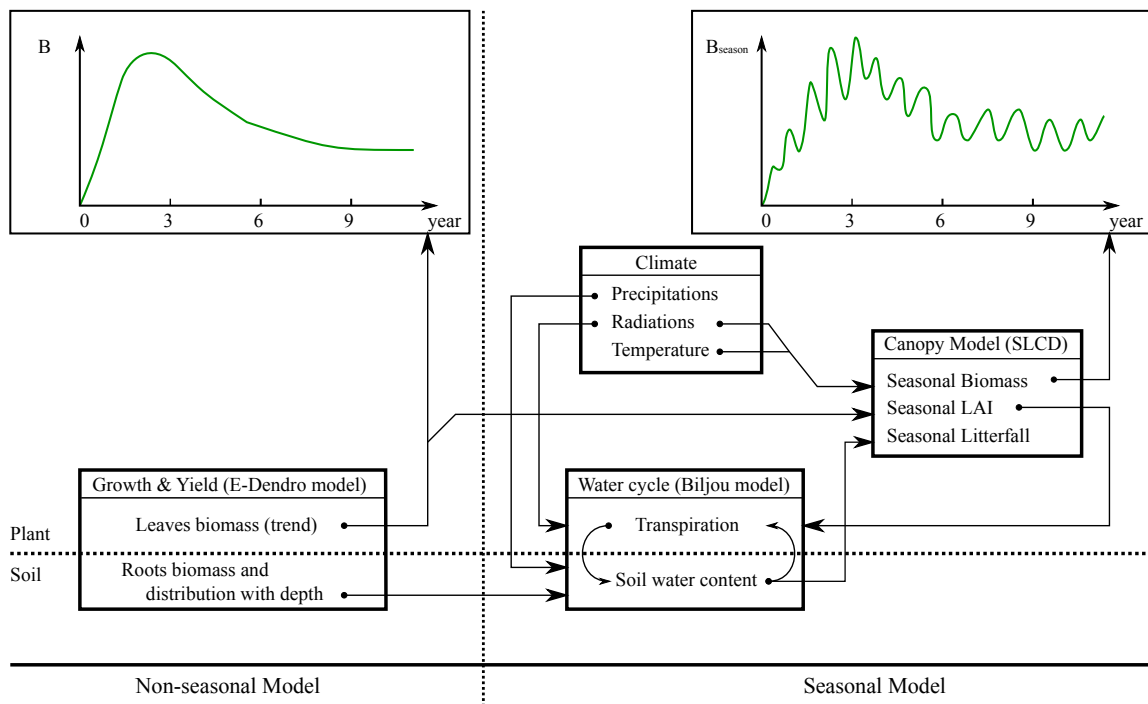 B
0 3 6 9 year
Bseason
0 3 6 9 year
Climate
Precipitations
Radiations
Temperature
Canopy Model (SLCD)
Seasonal Biomass
Seasonal LAI
Seasonal Litterfall
Growth & Yield (E-Dendro model)
Leaves biomass (trend)
Roots biomass and
distribution with depth
Water cycle (Biljou model)
Transpiration
Soil water content
Plant
Soil
Non-seasonal Model
Seasonal Model